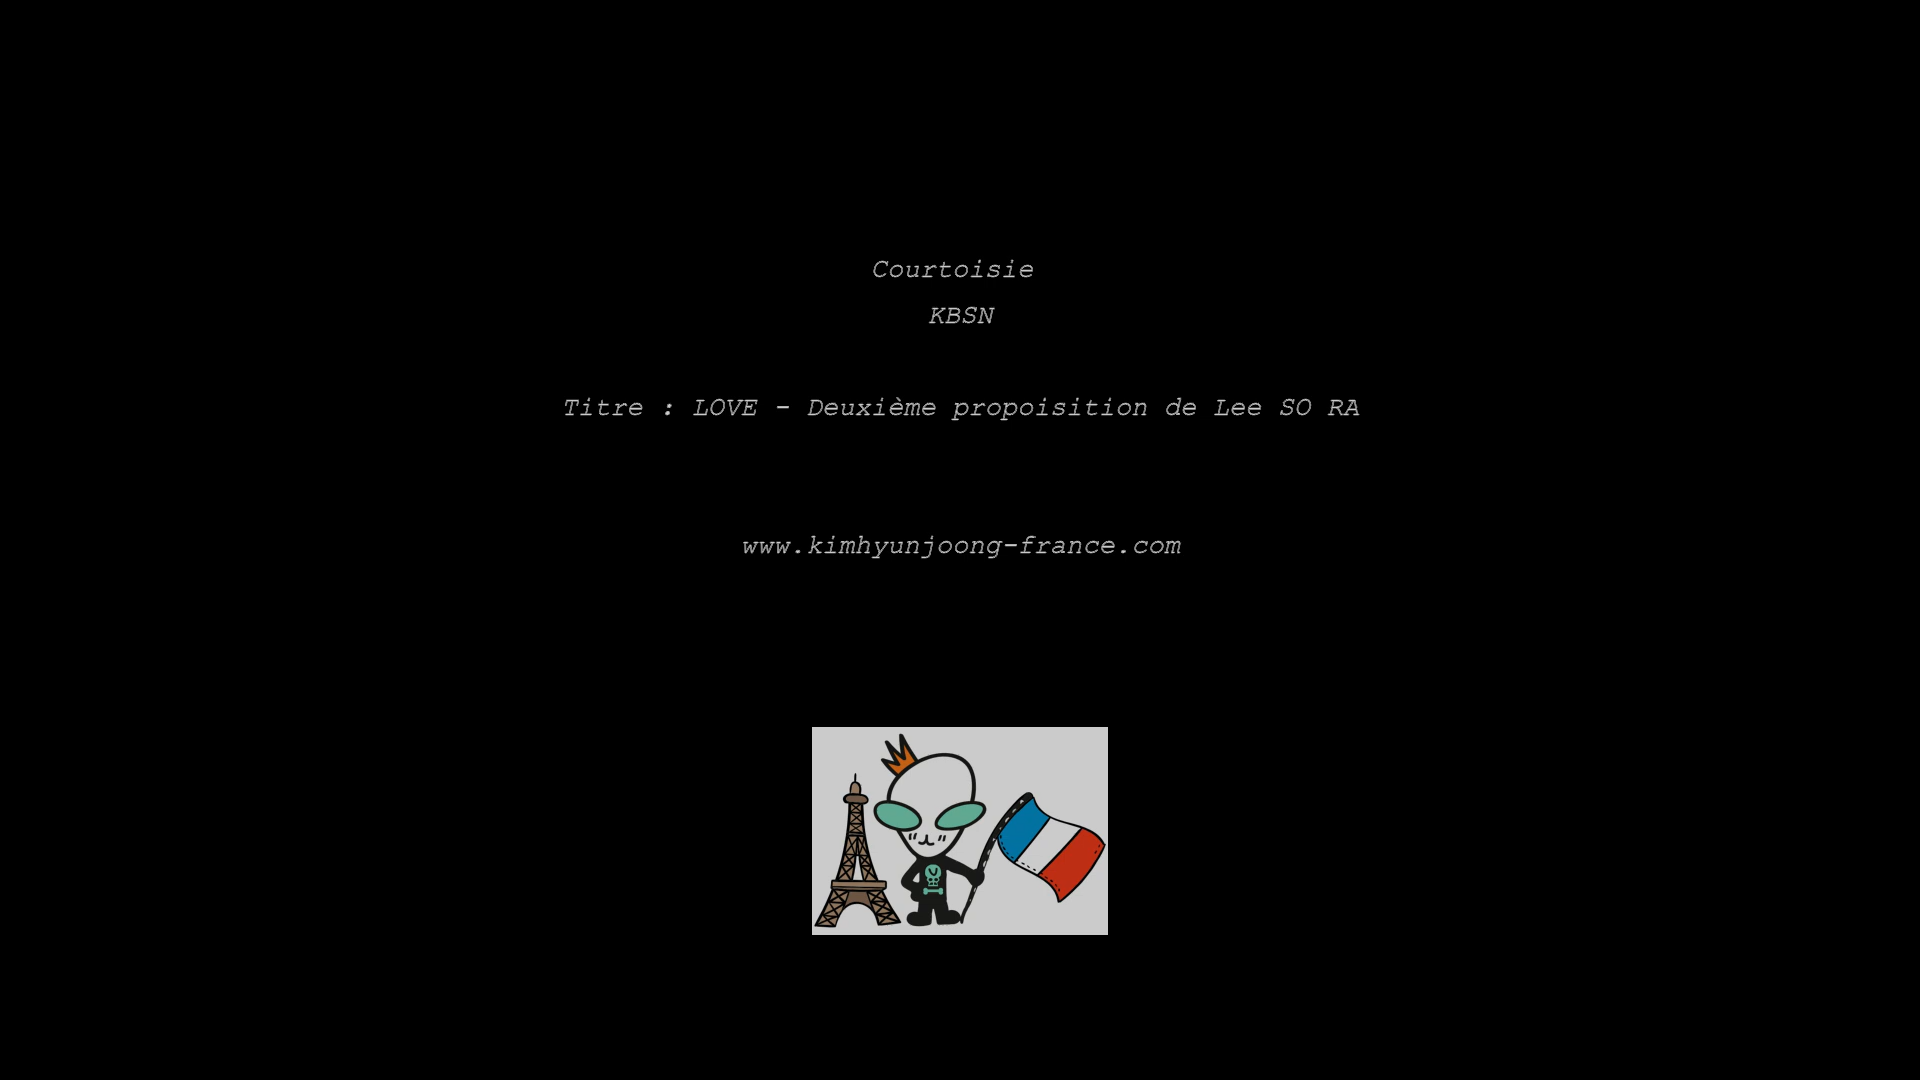 Courtoisie
KBSN
Titre : LOVE - Deuxième propoisition de Lee SO RA
www.kimhyunjoong-france.com